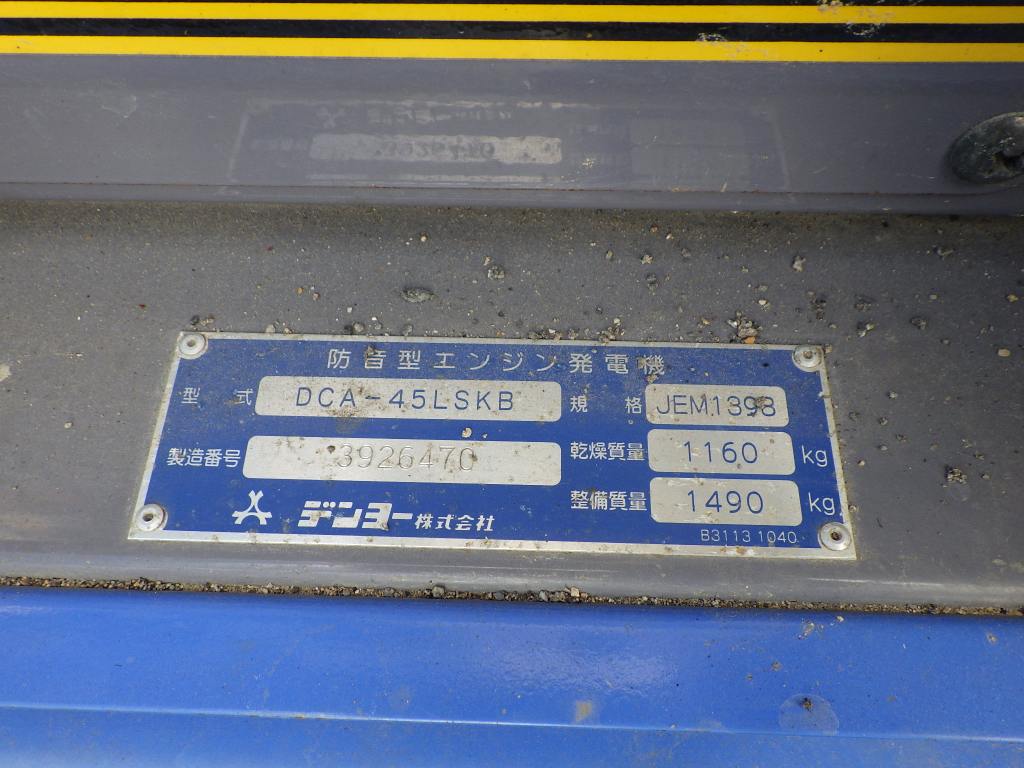 防音型エンジン発電機
型式 DCA-45LSKB 規格 JEM1398
製造番号 3926470 乾燥質量 1160 kg
デンヨー株式会社 整備質量 1490 kg
B3113 1040